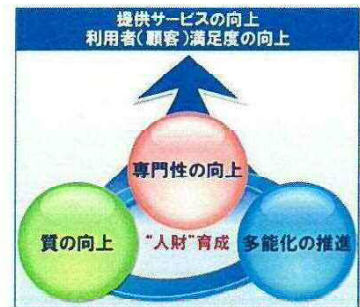 提供サービスの向上
利用者(顧客)満足度の向上
専門性の向上
質の向上
"人財"育成
多能化の推進